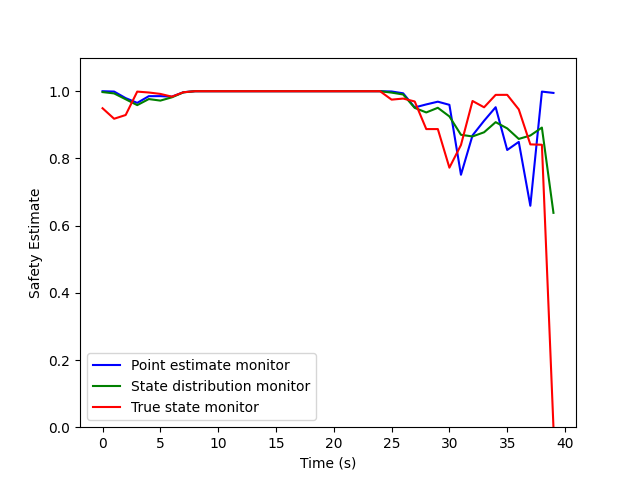 1.0
0.8
0.6
0.4
0.2
0.0
Safety Estimate
Point estimate monitor
State distribution monitor
True state monitor
0 5 10 15 20 25 30 35 40
Time (s)